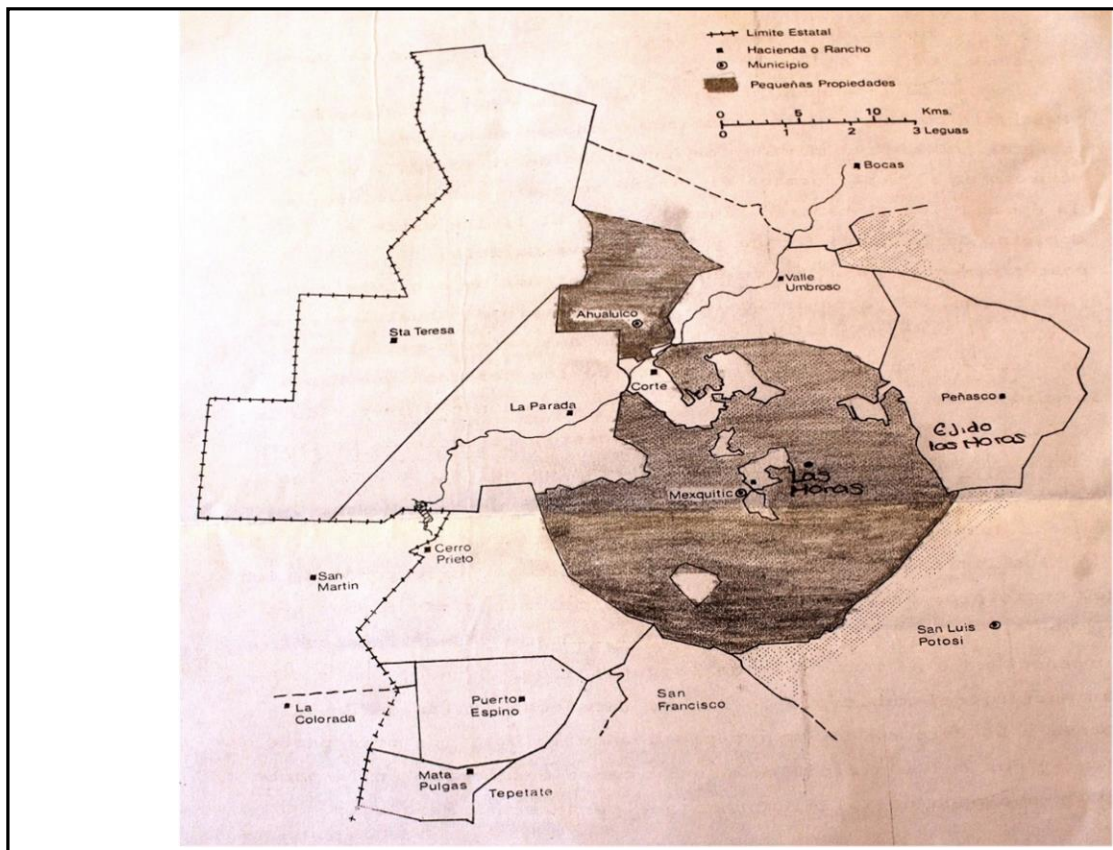 Limite Estatal
Hacienda o Rancho
Municipio
Pequeñas Propiedades
0 5 10 Kms.
0 1 2 3 Leguas
Bocas
Valle
Umbroso
Ahualulco
Sta Teresa
Corte
La Parada
Peñasco
Ejido
las Moras
Las
Moras
Mexquitic
Cerro
Prieto
San
Martin
San Luis
Potosi
La
Colorada
Puerto
Espino
San
Francisco
Mata
Pulgas
Tepetate